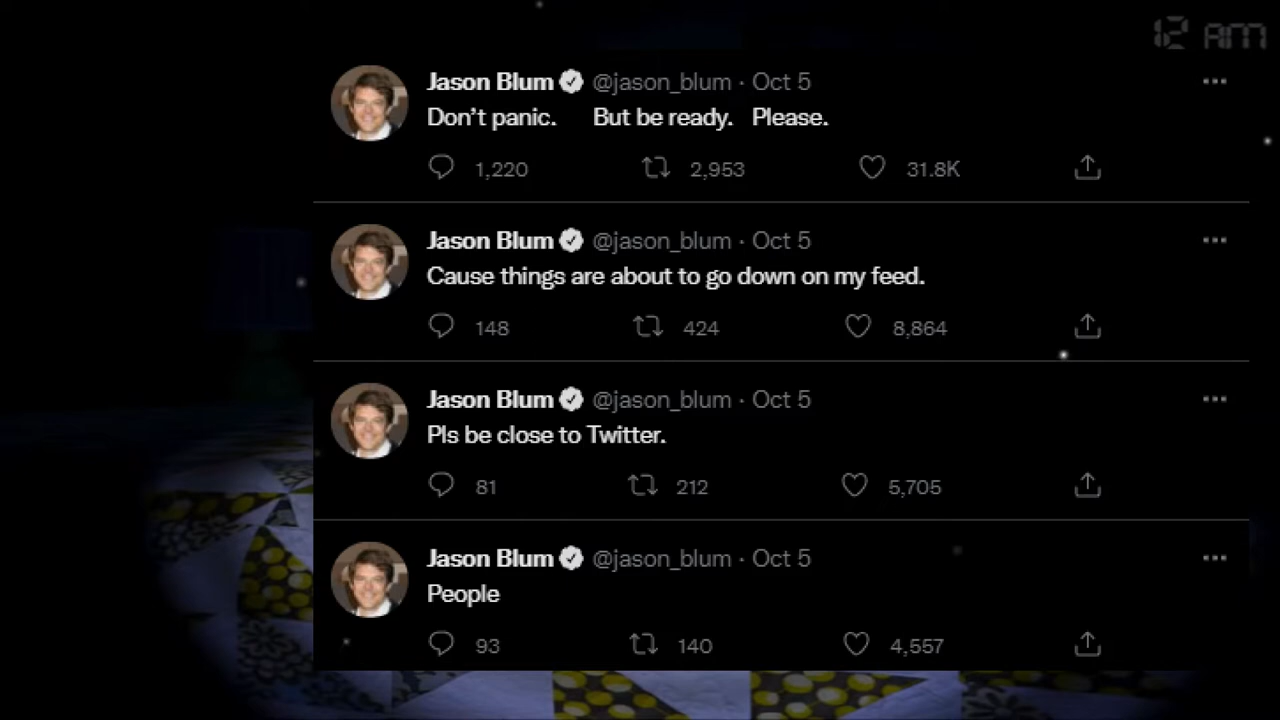 12 AM
Jason Blum @jason_blum · Oct 5
Don’t panic. But be ready. Please.
1,220 2,953 31.8K
Jason Blum @jason_blum · Oct 5
Cause things are about to go down on my feed.
148 424 8,864
Jason Blum @jason_blum · Oct 5
Pls be close to Twitter.
81 212 5,705
Jason Blum @jason_blum · Oct 5
People
93 140 4,557